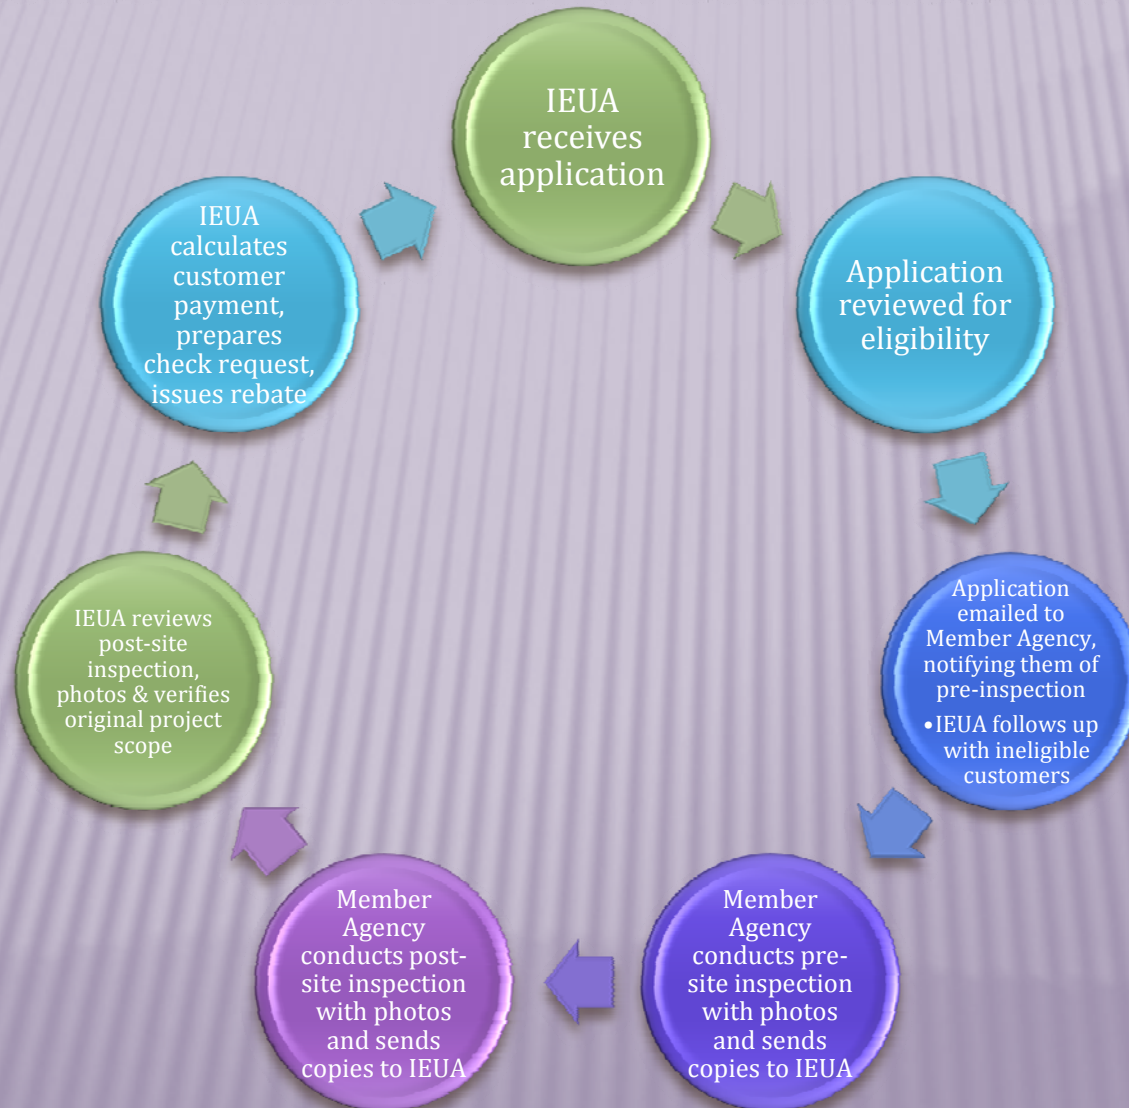 IEUA
receives
application
Application
reviewed for
eligibility
Application
emailed to
Member Agency,
notifying them of
pre-inspection
•IEUA follows up
with ineligible
customers
Member
Agency
conducts pre-
site inspection
with photos
and sends
copies to IEUA
Member
Agency
conducts post-
site inspection
with photos
and sends
copies to IEUA
IEUA reviews
post-site
inspection,
photos & verifies
original project
scope
IEUA
calculates
customer
payment,
prepares
check request,
issues rebate